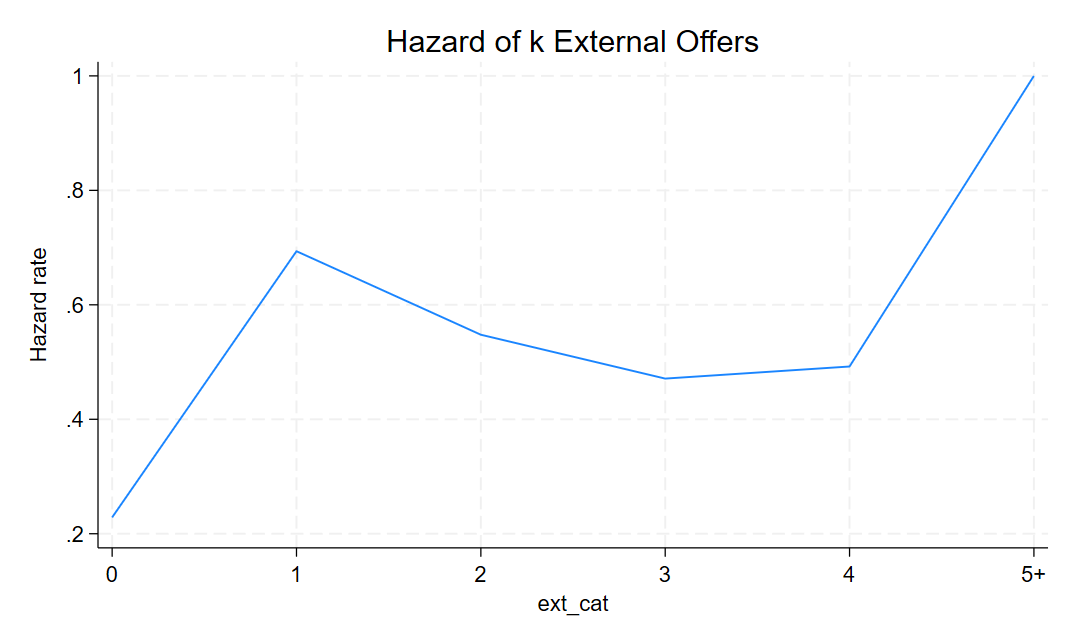 Hazard of k External Offers
Hazard rate
1
.8
.6
.4
.2
0 1 2 3 4 5+
ext_cat